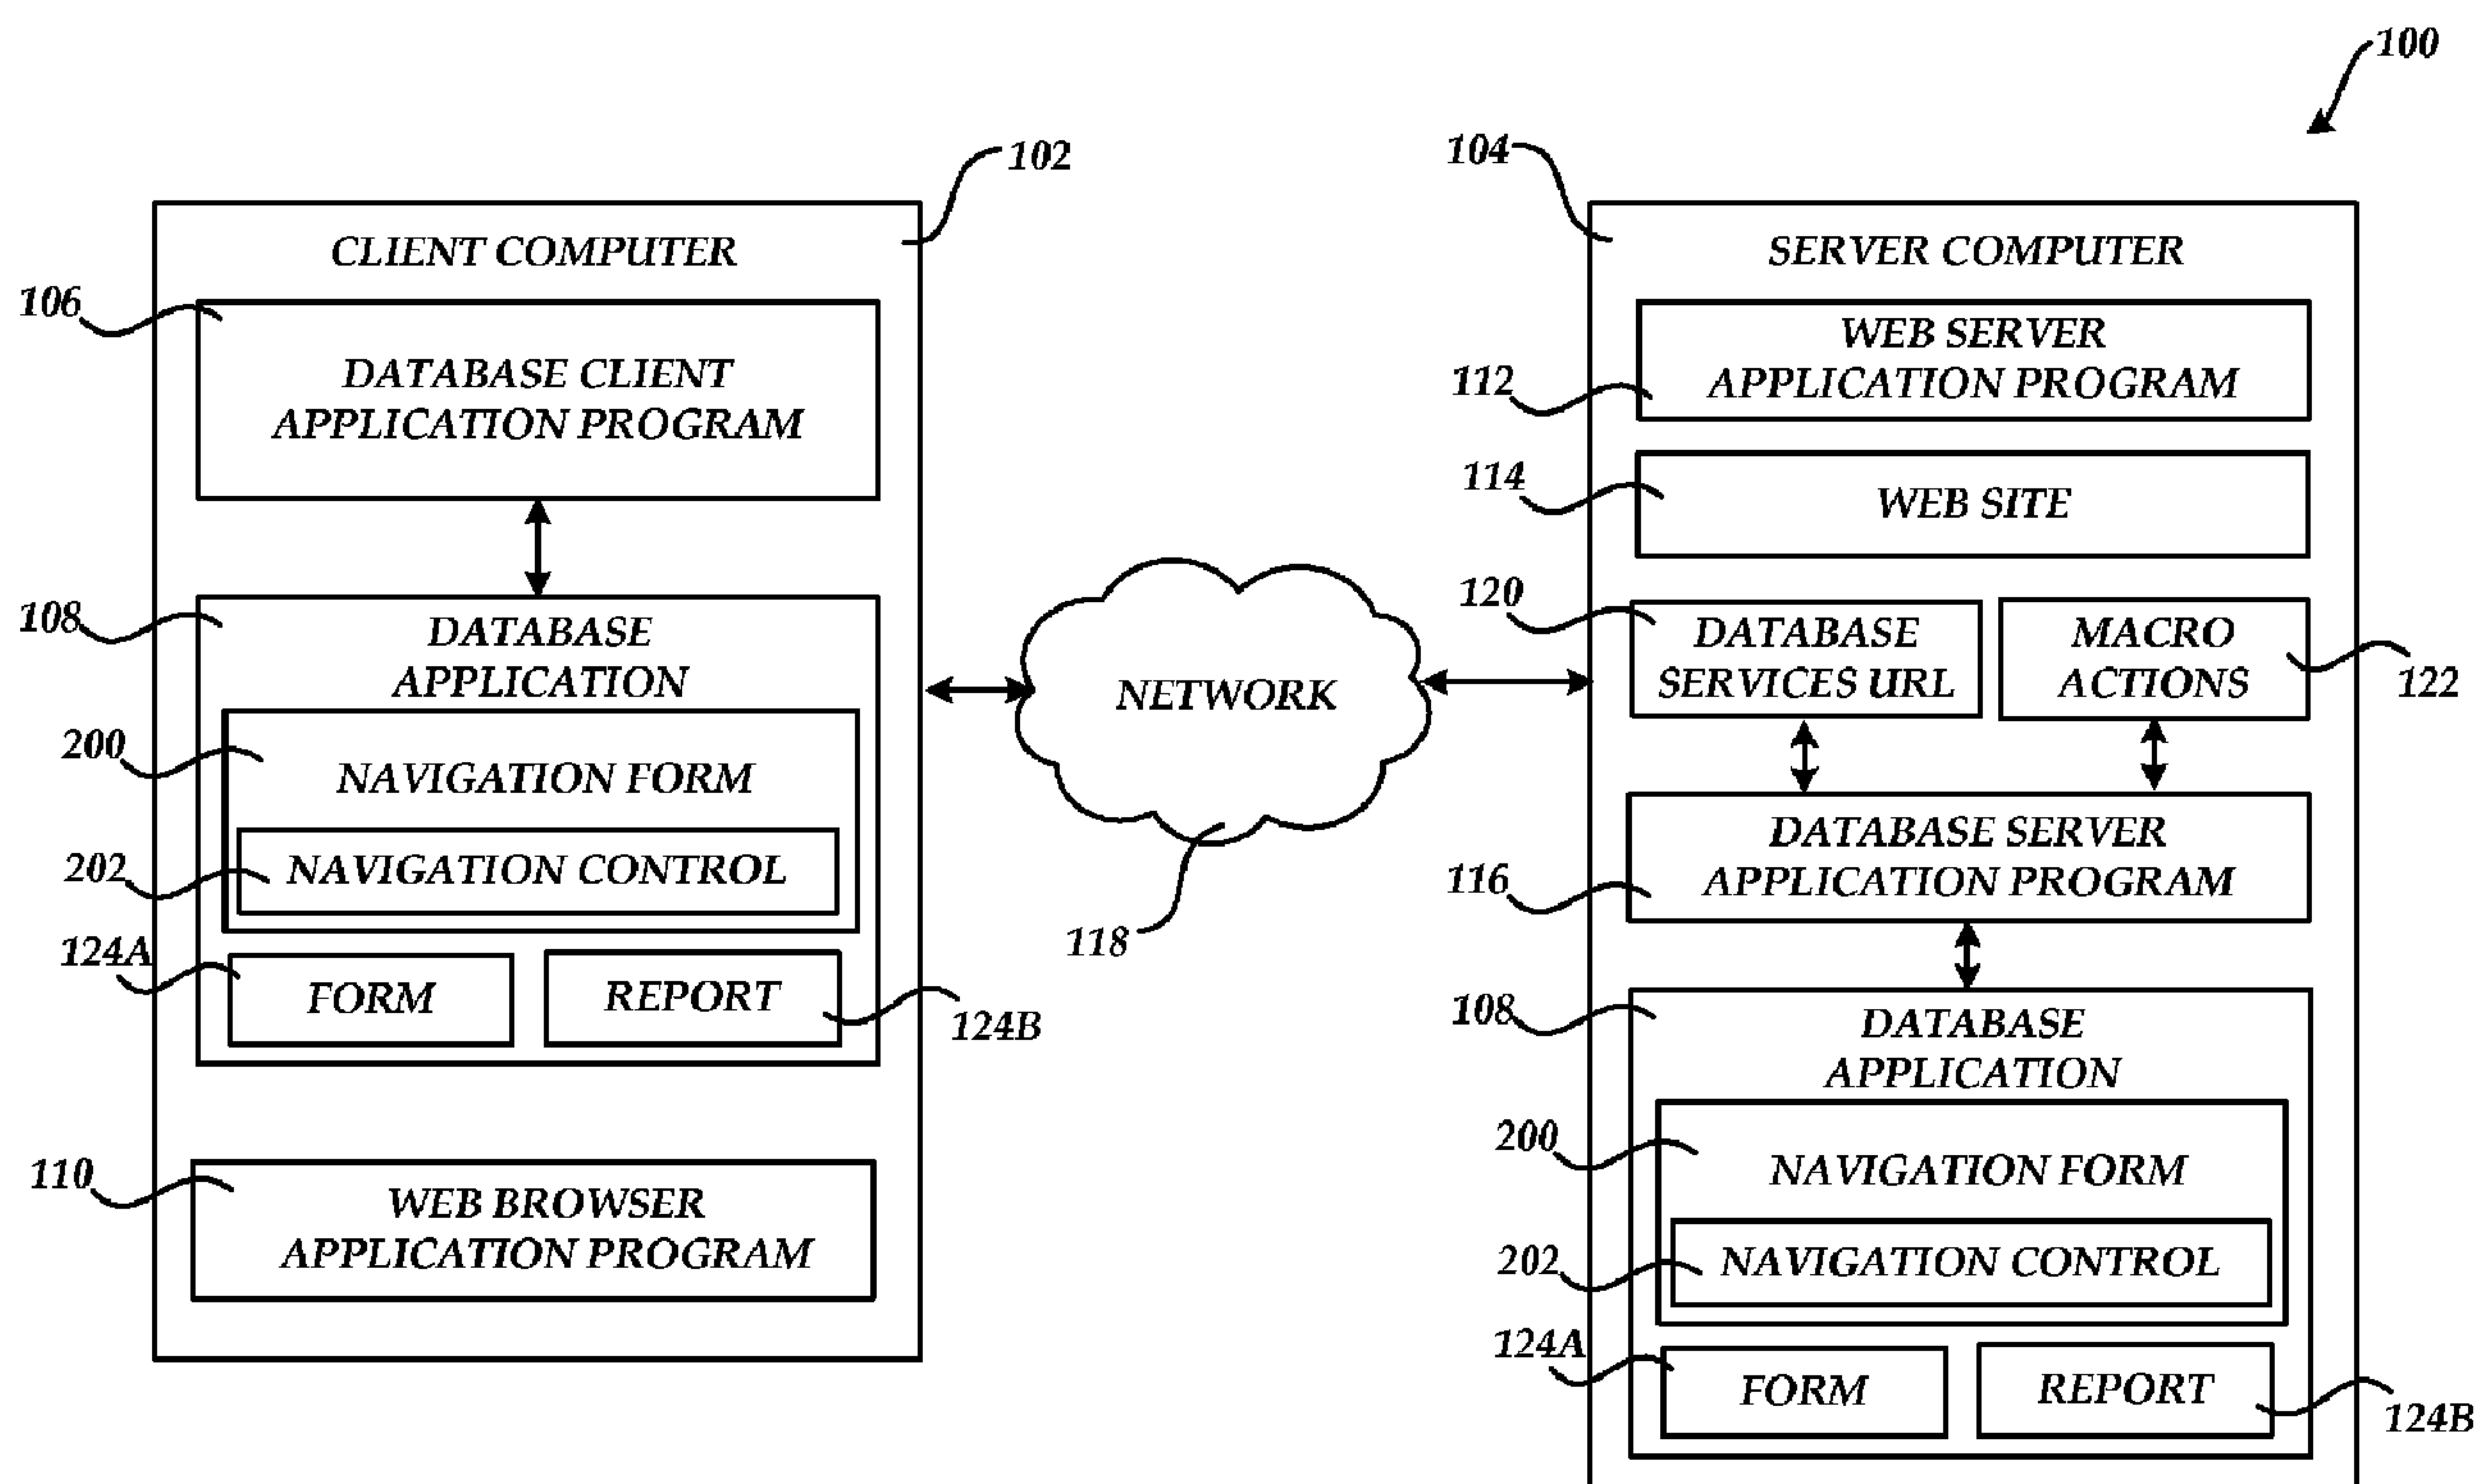 100
102
CLIENT COMPUTER
106
DATABASE CLIENT
APPLICATION PROGRAM
108
DATABASE
APPLICATION
200
NAVIGATION FORM
202
NAVIGATION CONTROL
124A
FORM
REPORT
124B
110
WEB BROWSER
APPLICATION PROGRAM
NETWORK
118
104
SERVER COMPUTER
112
WEB SERVER
APPLICATION PROGRAM
114
WEB SITE
120
DATABASE
SERVICES URL
MACRO
ACTIONS
122
116
DATABASE SERVER
APPLICATION PROGRAM
108
DATABASE
APPLICATION
200
NAVIGATION FORM
202
NAVIGATION CONTROL
124A
FORM
REPORT
124B